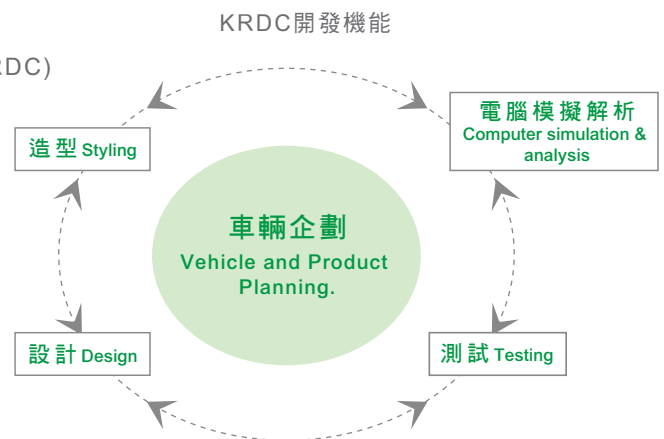 KRDC開發機能
RDC)
造型 Styling
電腦模擬解析
Computer simulation &
analysis
車輛企劃
Vehicle and Product
Planning.
設計 Design
測試 Testing